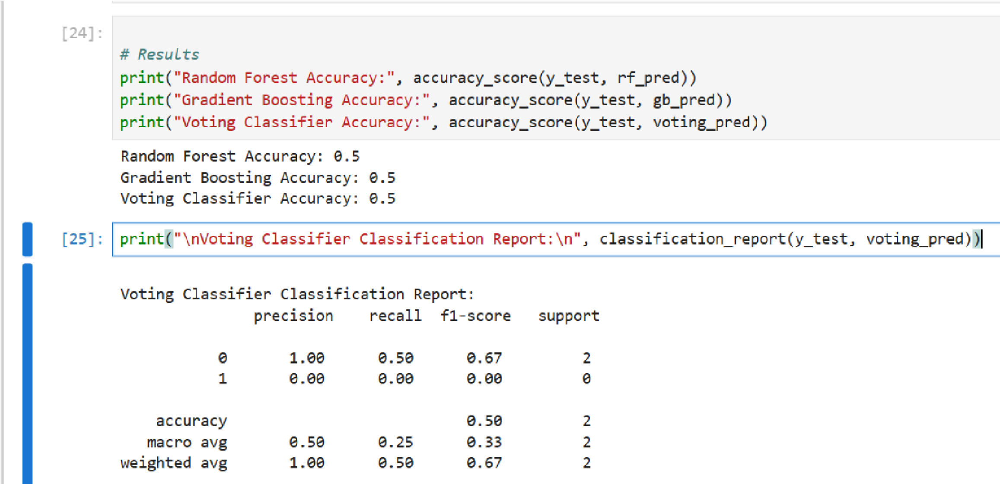 [24]:
# Results
print("Random Forest Accuracy:", accuracy_score(y_test, rf_pred))
print("Gradient Boosting Accuracy:", accuracy_score(y_test, gb_pred))
print("Voting Classifier Accuracy:", accuracy_score(y_test, voting_pred))
Random Forest Accuracy: 0.5
Gradient Boosting Accuracy: 0.5
Voting Classifier Accuracy: 0.5
[25]: print("\nVoting Classifier Classification Report:\n", classification_report(y_test, voting_pred))
Voting Classifier Classification Report:
precision recall f1-score support
0 1.00 0.50 0.67 2
1 0.00 0.00 0.00 0
accuracy 0.50 2
macro avg 0.50 0.25 0.33 2
weighted avg 1.00 0.50 0.67 2